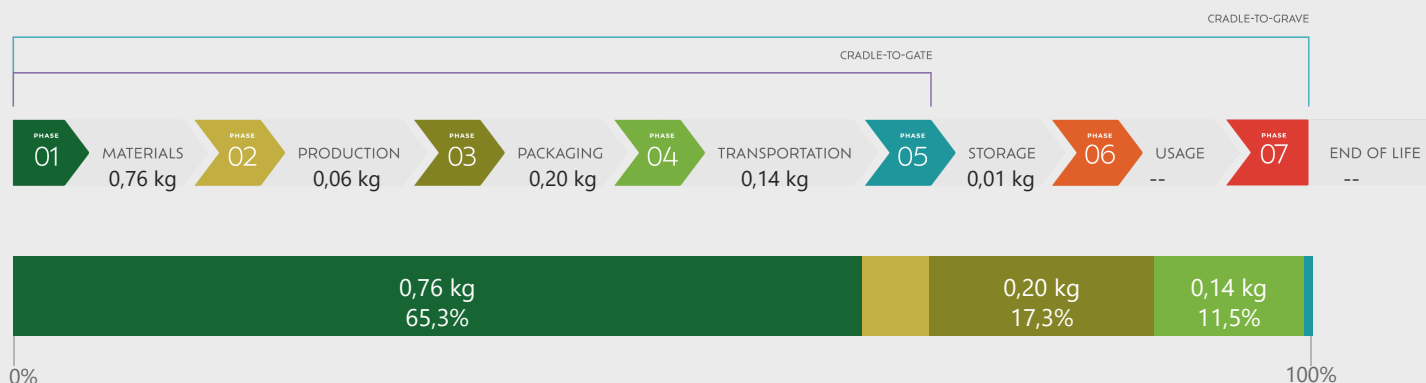 CRADLE-TO-GRAVE
CRADLE-TO-GATE
PHASE
01
MATERIALS
0,76 kg
PHASE
02
PRODUCTION
0,06 kg
PHASE
03
PACKAGING
0,20 kg
PHASE
04
TRANSPORTATION
0,14 kg
PHASE
05
STORAGE
0,01 kg
PHASE
06
USAGE
--
PHASE
07
END OF LIFE
--
0,76 kg
65,3%
0,20 kg
17,3%
0,14 kg
11,5%
0%
100%